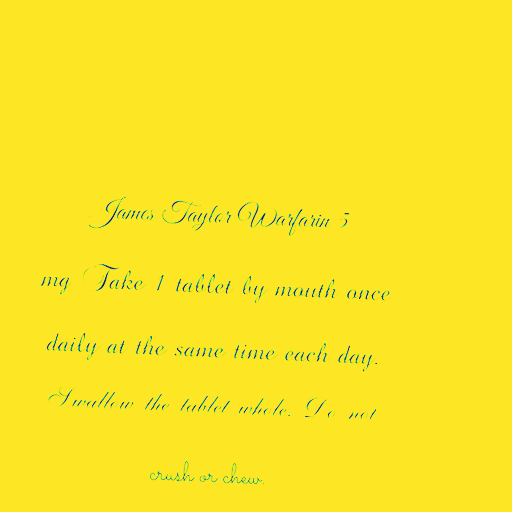 James Taylor Warfarin 5
mg Take 1 tablet by mouth once
daily at the same time each day.
Swallow the tablet whole. Do not
crush or chew.